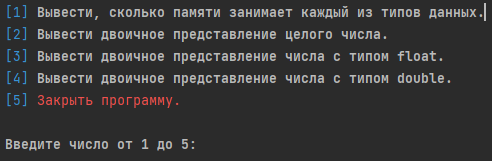 [1] Вывести, сколько памяти занимает каждый из типов данных.
[2] Вывести двоичное представление целого числа.
[3] Вывести двоичное представление числа с типом float.
[4] Вывести двоичное представление числа с типом double.
[5] Закрыть программу.
Введите число от 1 до 5: